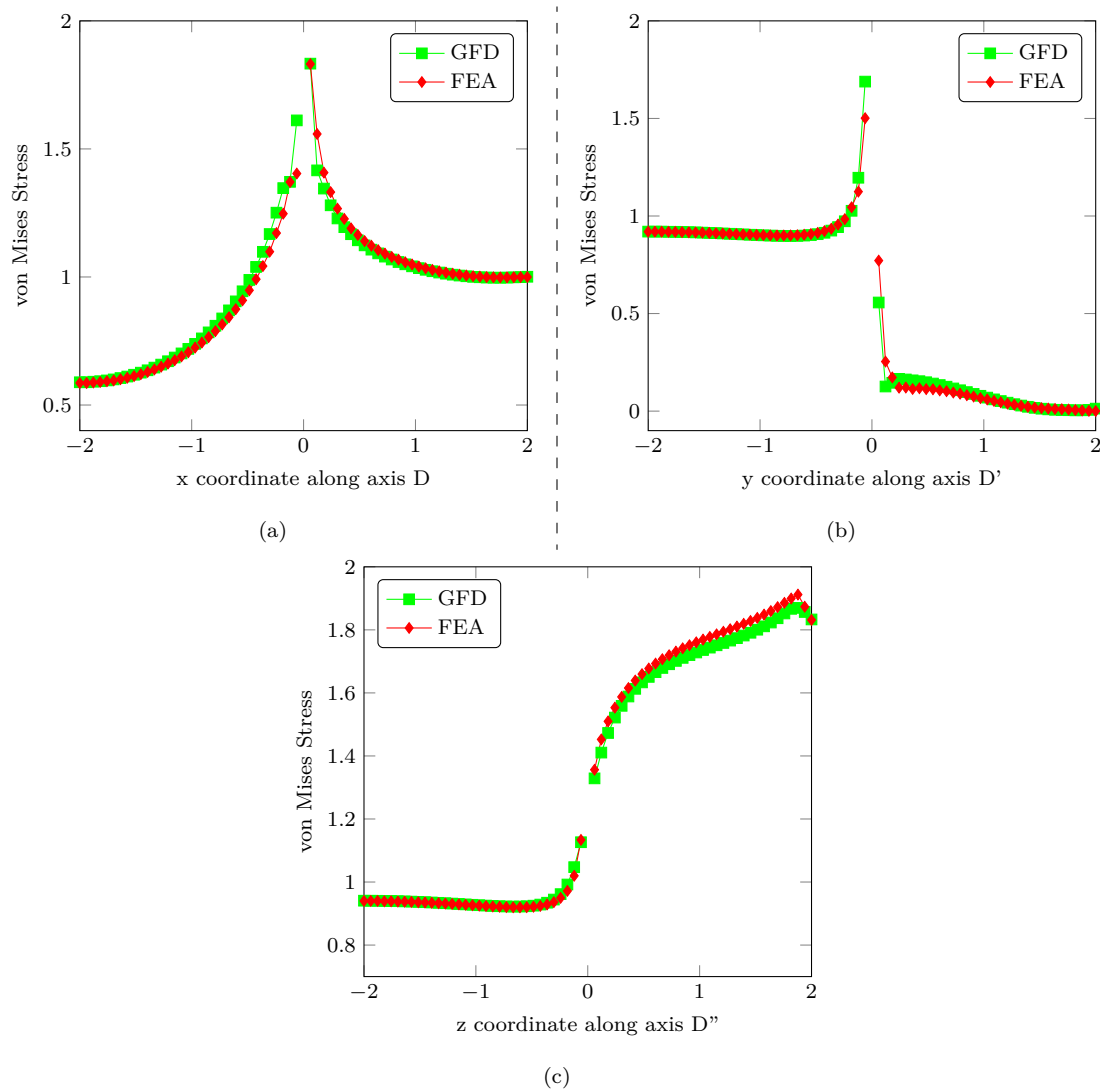 2
1.5
1
0.5
von Mises Stress
GFD
FEA
−2 −1 0 1 2
x coordinate along axis D
(a)
2
1.5
1
0.5
0
von Mises Stress
GFD
FEA
−2 −1 0 1 2
y coordinate along axis D'
(b)
2
1.8
1.6
1.4
1.2
1
0.8
von Mises Stress
GFD
FEA
−2 −1 0 1 2
z coordinate along axis D”
(c)